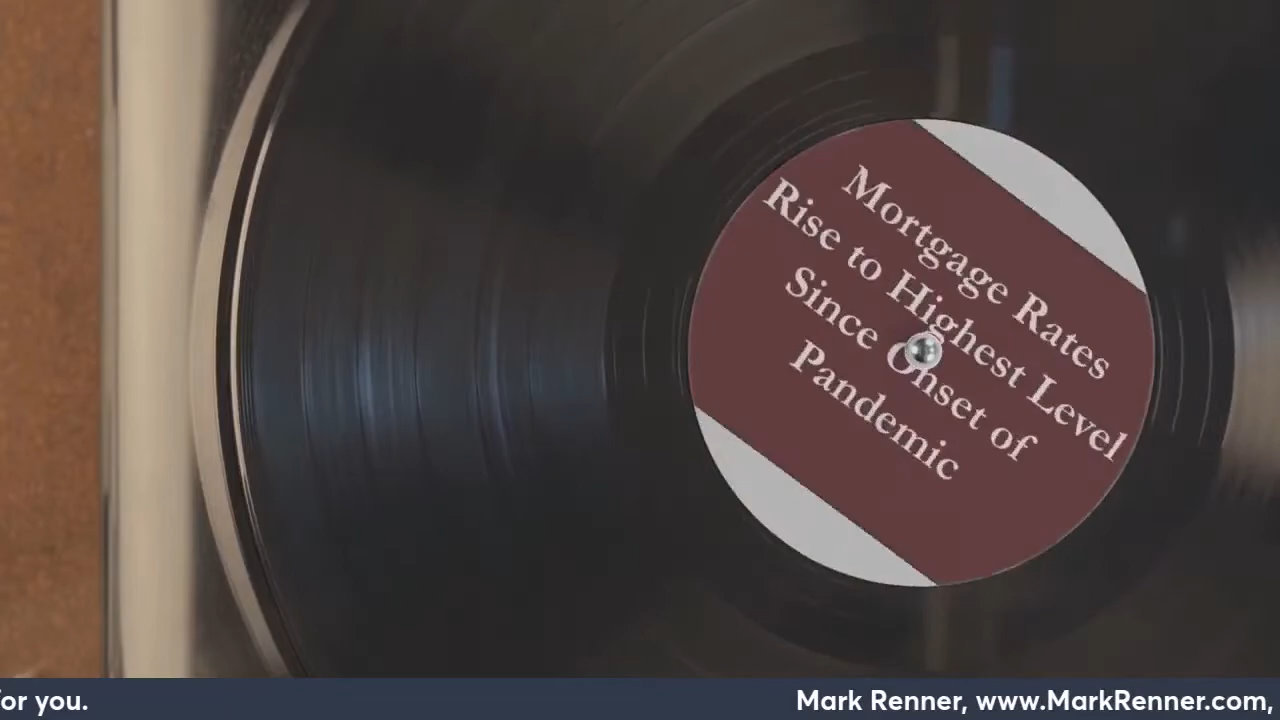 Mortgage Rates
Rise to Highest Level
Since Onset of
Pandemic
for you.
Mark Renner, www.MarkRenner.com,